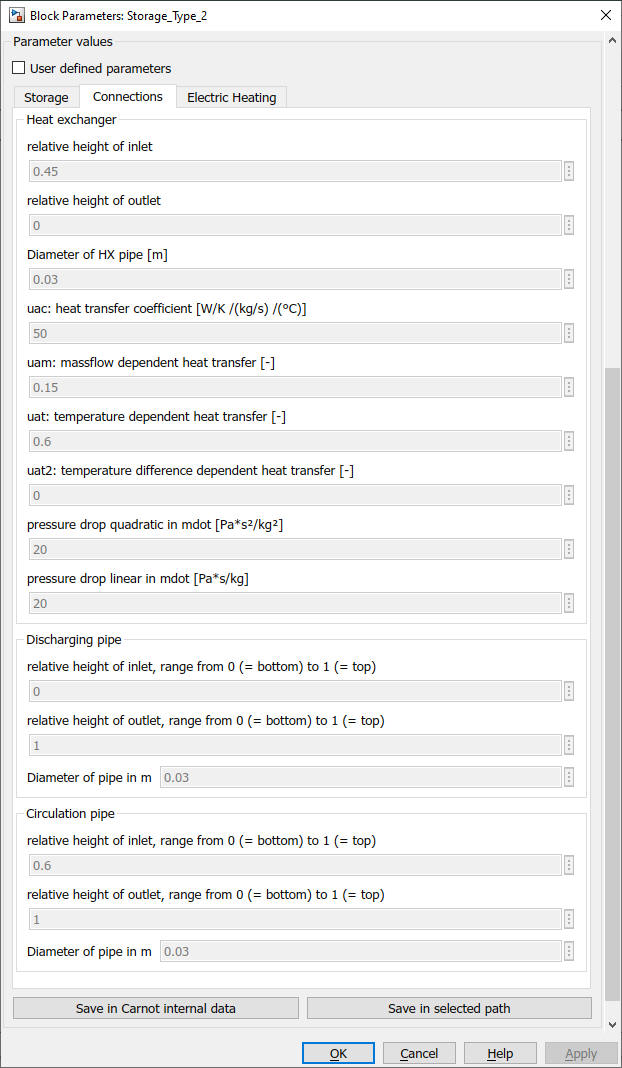 Block Parameters: Storage_Type_2
Parameter values
User defined parameters
Storage Connections Electric Heating
Heat exchanger
relative height of inlet
0.45
relative height of outlet
0
Diameter of HX pipe [m]
0.03
uac: heat transfer coefficient [W/K /(kg/s) /(°C)]
50
uam: massflow dependent heat transfer [-]
0.15
uat: temperature dependent heat transfer [-]
0.6
uat2: temperature difference dependent heat transfer [-]
0
pressure drop quadratic in mdot [Pa*s²/kg²]
20
pressure drop linear in mdot [Pa*s/kg]
20
Discharging pipe
relative height of inlet, range from 0 (= bottom) to 1 (= top)
0
relative height of outlet, range from 0 (= bottom) to 1 (= top)
1
Diameter of pipe in m 0.03
Circulation pipe
relative height of inlet, range from 0 (= bottom) to 1 (= top)
0.6
relative height of outlet, range from 0 (= bottom) to 1 (= top)
1
Diameter of pipe in m 0.03
Save in Carnot internal data Save in selected path
OK Cancel Help Apply